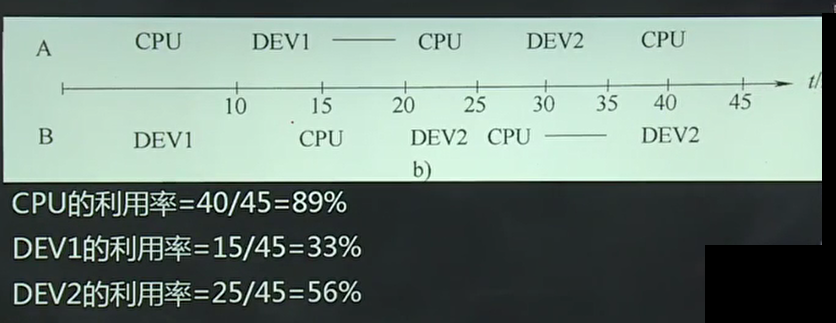 A CPU DEV1 CPU DEV2 CPU
t/
10 15 20 25 30 35 40 45
B DEV1 CPU DEV2 CPU DEV2
b)
CPU的利用率=40/45=89%
DEV1的利用率=15/45=33%
DEV2的利用率=25/45=56%